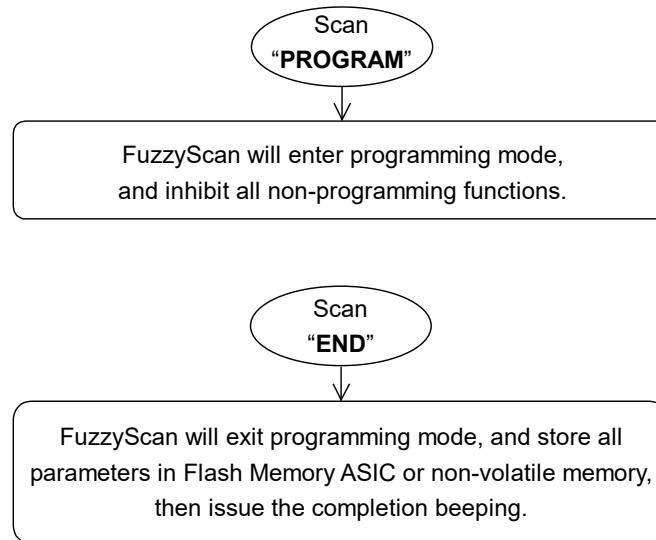 Scan
“PROGRAM”
FuzzyScan will enter programming mode,
and inhibit all non-programming functions.
Scan
“END”
FuzzyScan will exit programming mode, and store all
parameters in Flash Memory ASIC or non-volatile memory,
then issue the completion beeping.